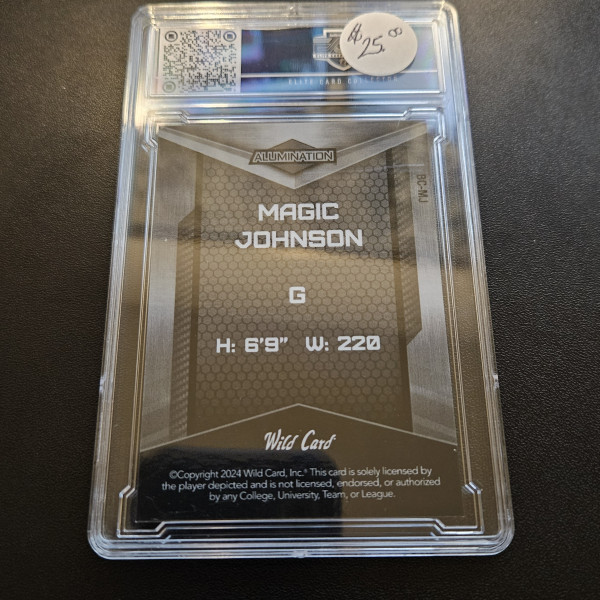 $25.00
ELITE CARD COLLECTOR
ALUMINATION
BC-MJ
MAGIC
JOHNSON
G
H: 6'9" W: 220
Wild Card
©Copyright 2024 Wild Card, Inc.® This card is solely licensed by
the player depicted and is not licensed, endorsed, or authorized
by any College, University, Team, or League.